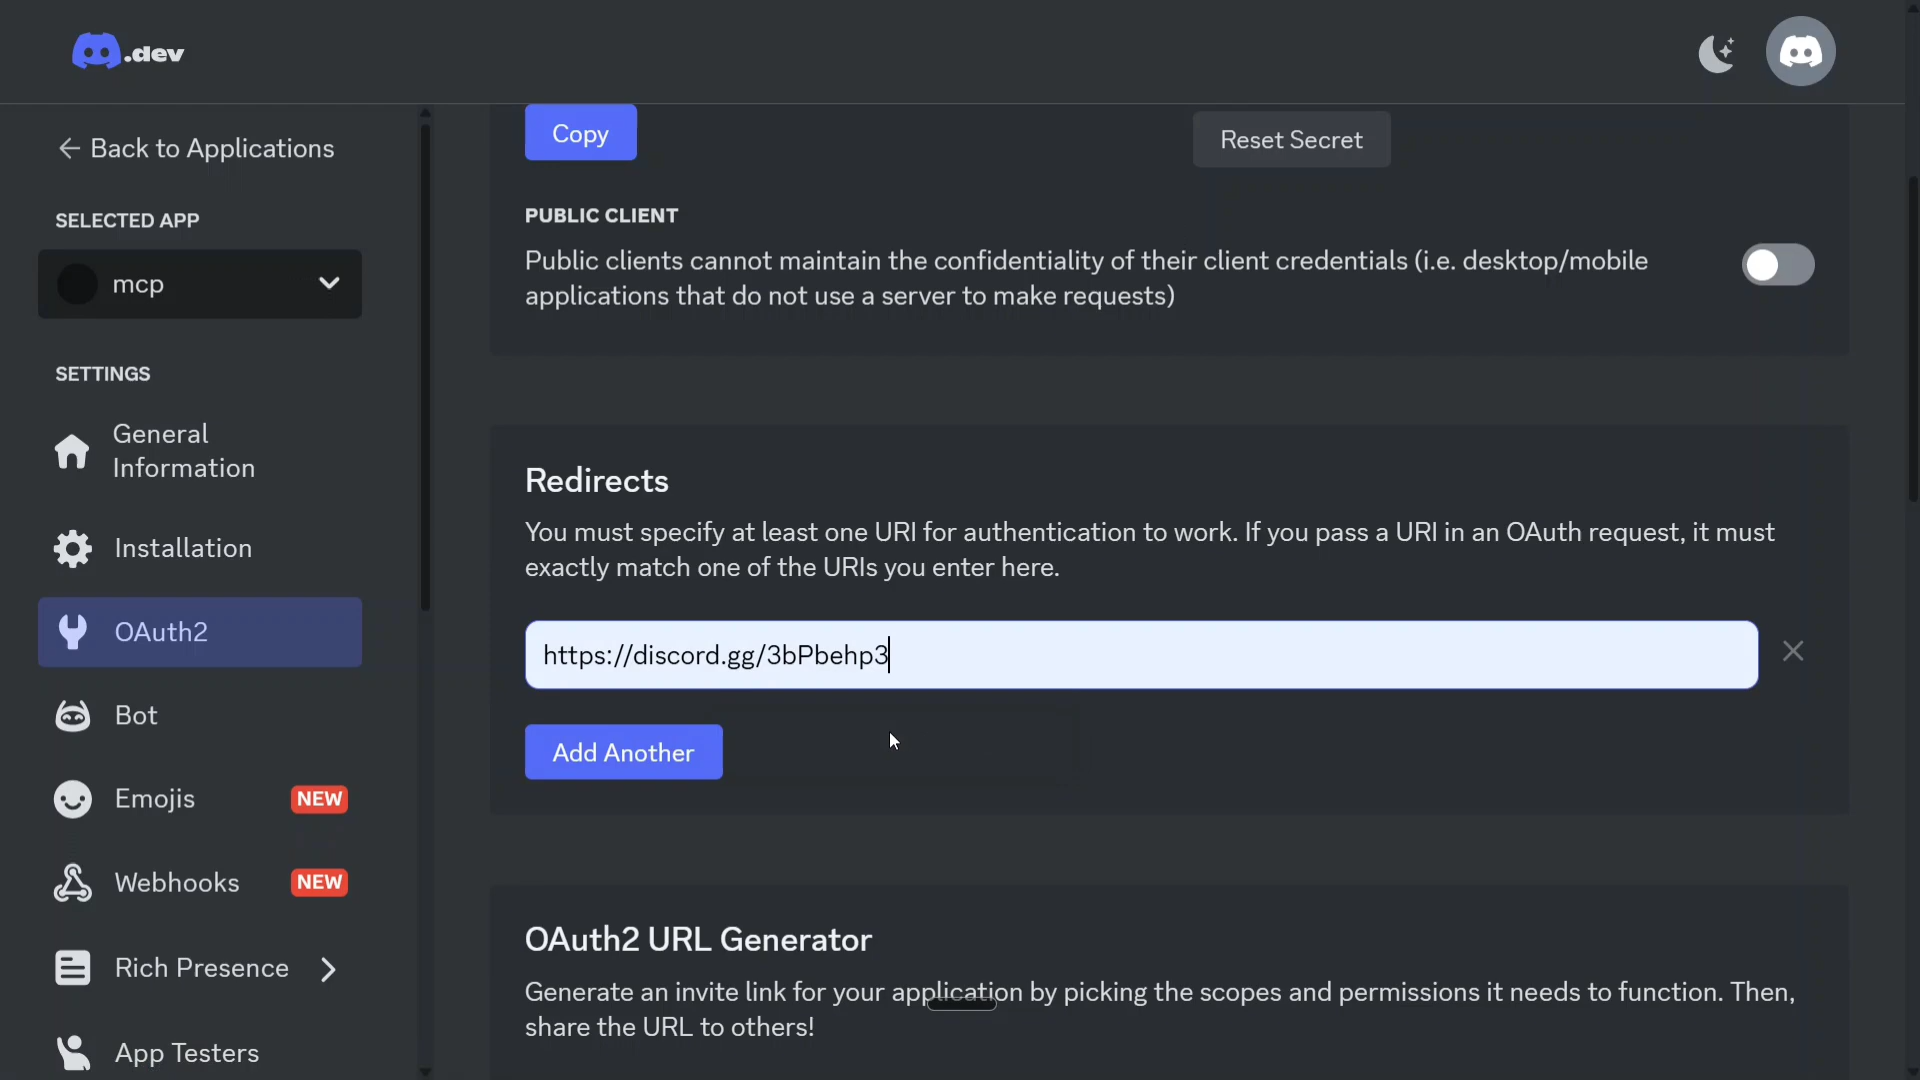 .dev
Back to Applications
SELECTED APP
mcp
SETTINGS
General
Information
Installation
OAuth2
Bot
Emojis NEW
Webhooks NEW
Rich Presence
App Testers
Copy
Reset Secret
PUBLIC CLIENT
Public clients cannot maintain the confidentiality of their client credentials (i.e. desktop/mobile
applications that do not use a server to make requests)
Redirects
You must specify at least one URI for authentication to work. If you pass a URI in an OAuth request, it must
exactly match one of the URIs you enter here.
https://discord.gg/3bPbehp3
Add Another
OAuth2 URL Generator
Generate an invite link for your application by picking the scopes and permissions it needs to function. Then,
share the URL to others!